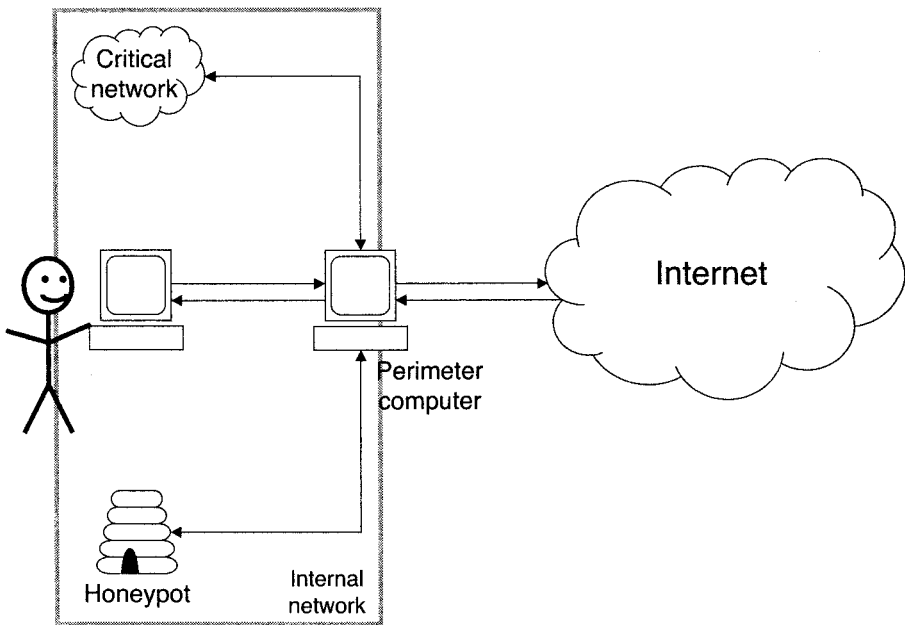 Critical
network
Internet
Perimeter
computer
Honeypot
Internal
network